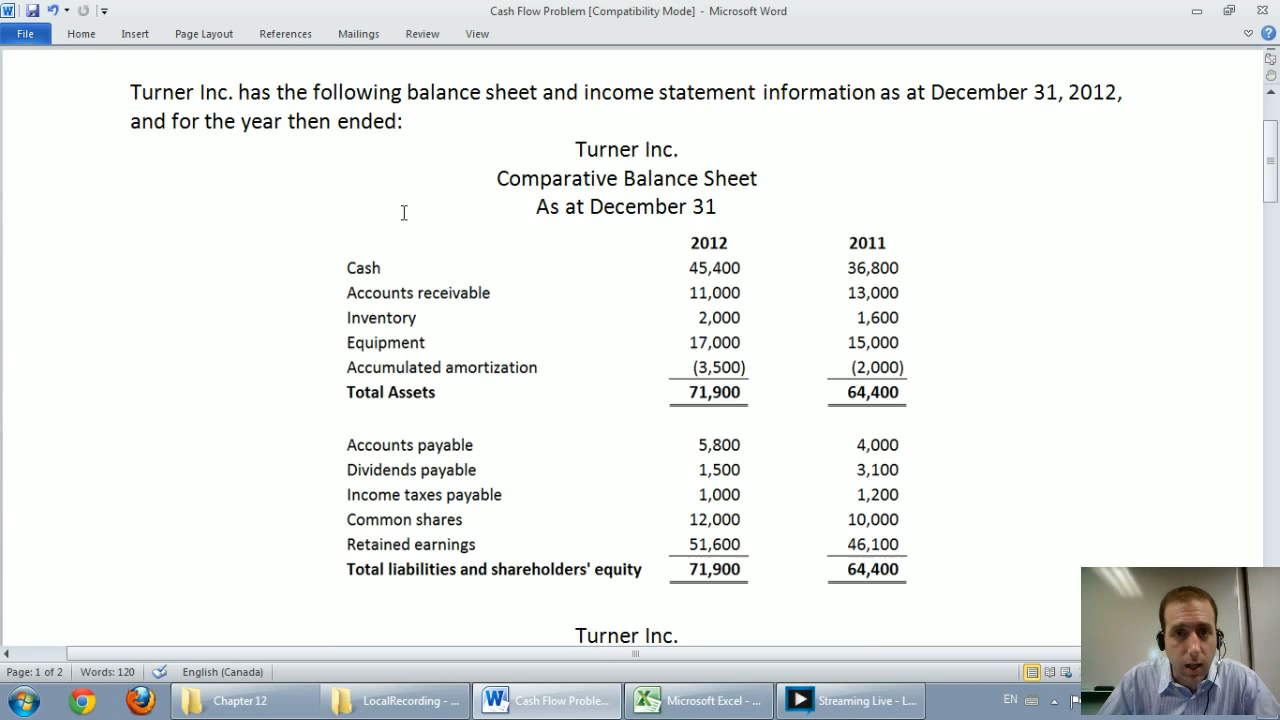 Cash Flow Problem [Compatibility Mode] - Microsoft Word
File Home Insert Page Layout References Mailings Review View
Turner Inc. has the following balance sheet and income statement information as at December 31, 2012,
and for the year then ended:
Turner Inc.
Comparative Balance Sheet
As at December 31
2012 2011
Cash 45,400 36,800
Accounts receivable 11,000 13,000
Inventory 2,000 1,600
Equipment 17,000 15,000
Accumulated amortization (3,500) (2,000)
Total Assets 71,900 64,400
Accounts payable 5,800 4,000
Dividends payable 1,500 3,100
Income taxes payable 1,000 1,200
Common shares 12,000 10,000
Retained earnings 51,600 46,100
Total liabilities and shareholders' equity 71,900 64,400
Turner Inc.
Page: 1 of 2 Words: 120 English (Canada)
Chapter 12 LocalRecording - ... Cash Flow Proble... Microsoft Excel - ... Streaming Live - L... EN